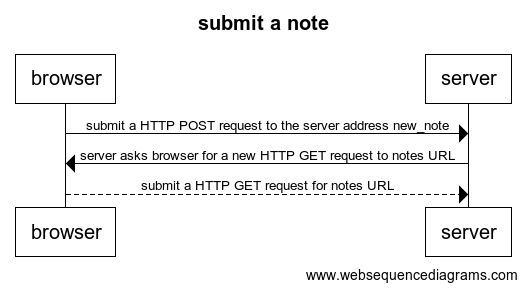 submit a note
browser
server
submit a HTTP POST request to the server address new_note
server asks browser for a new HTTP GET request to notes URL
submit a HTTP GET request for notes URL
browser
server
www.websequencediagrams.com